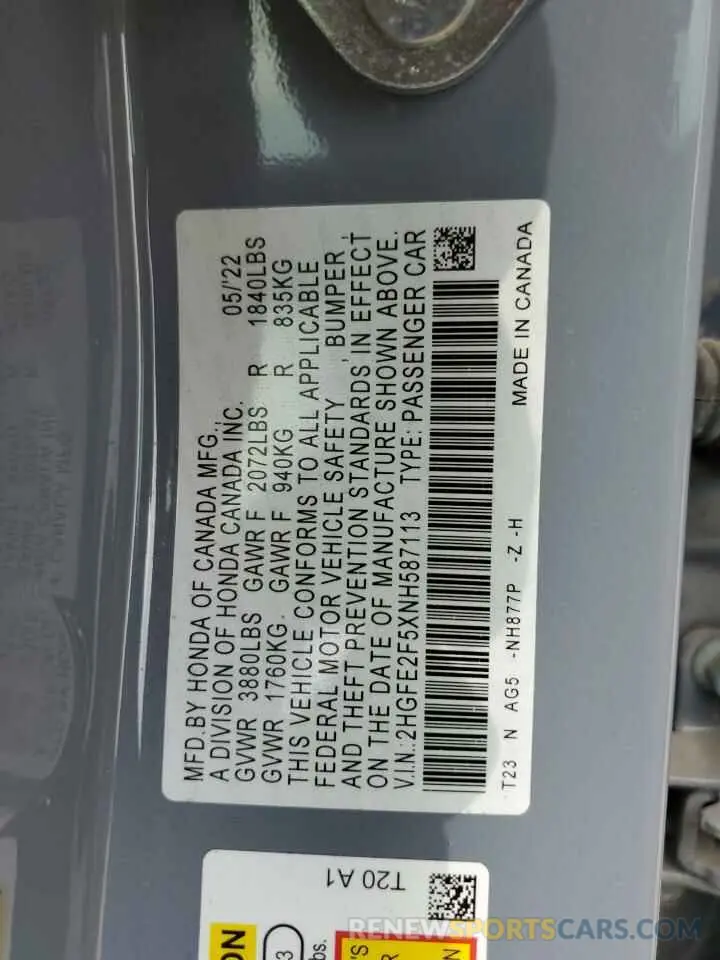 MFD.BY HONDA OF CANADA MFG.,
A DIVISION OF HONDA CANADA INC. 05/'22
GVWR 3880LBS GAWR F 2072LBS R 1840LBS
GVWR 1760KG GAWR F 940KG R 835KG
THIS VEHICLE CONFORMS TO ALL APPLICABLE
FEDERAL MOTOR VEHICLE SAFETY , BUMPER ,
AND THEFT PREVENTION STANDARDS IN EFFECT
ON THE DATE OF MANUFACTURE SHOWN ABOVE.
V.I.N.:2HGFE2F5XNH587113 TYPE: PASSENGER CAR
T23 N AG5 -NH877P -Z -H MADE IN CANADA
T20 A1
RENEWSPORTSCARS.COM